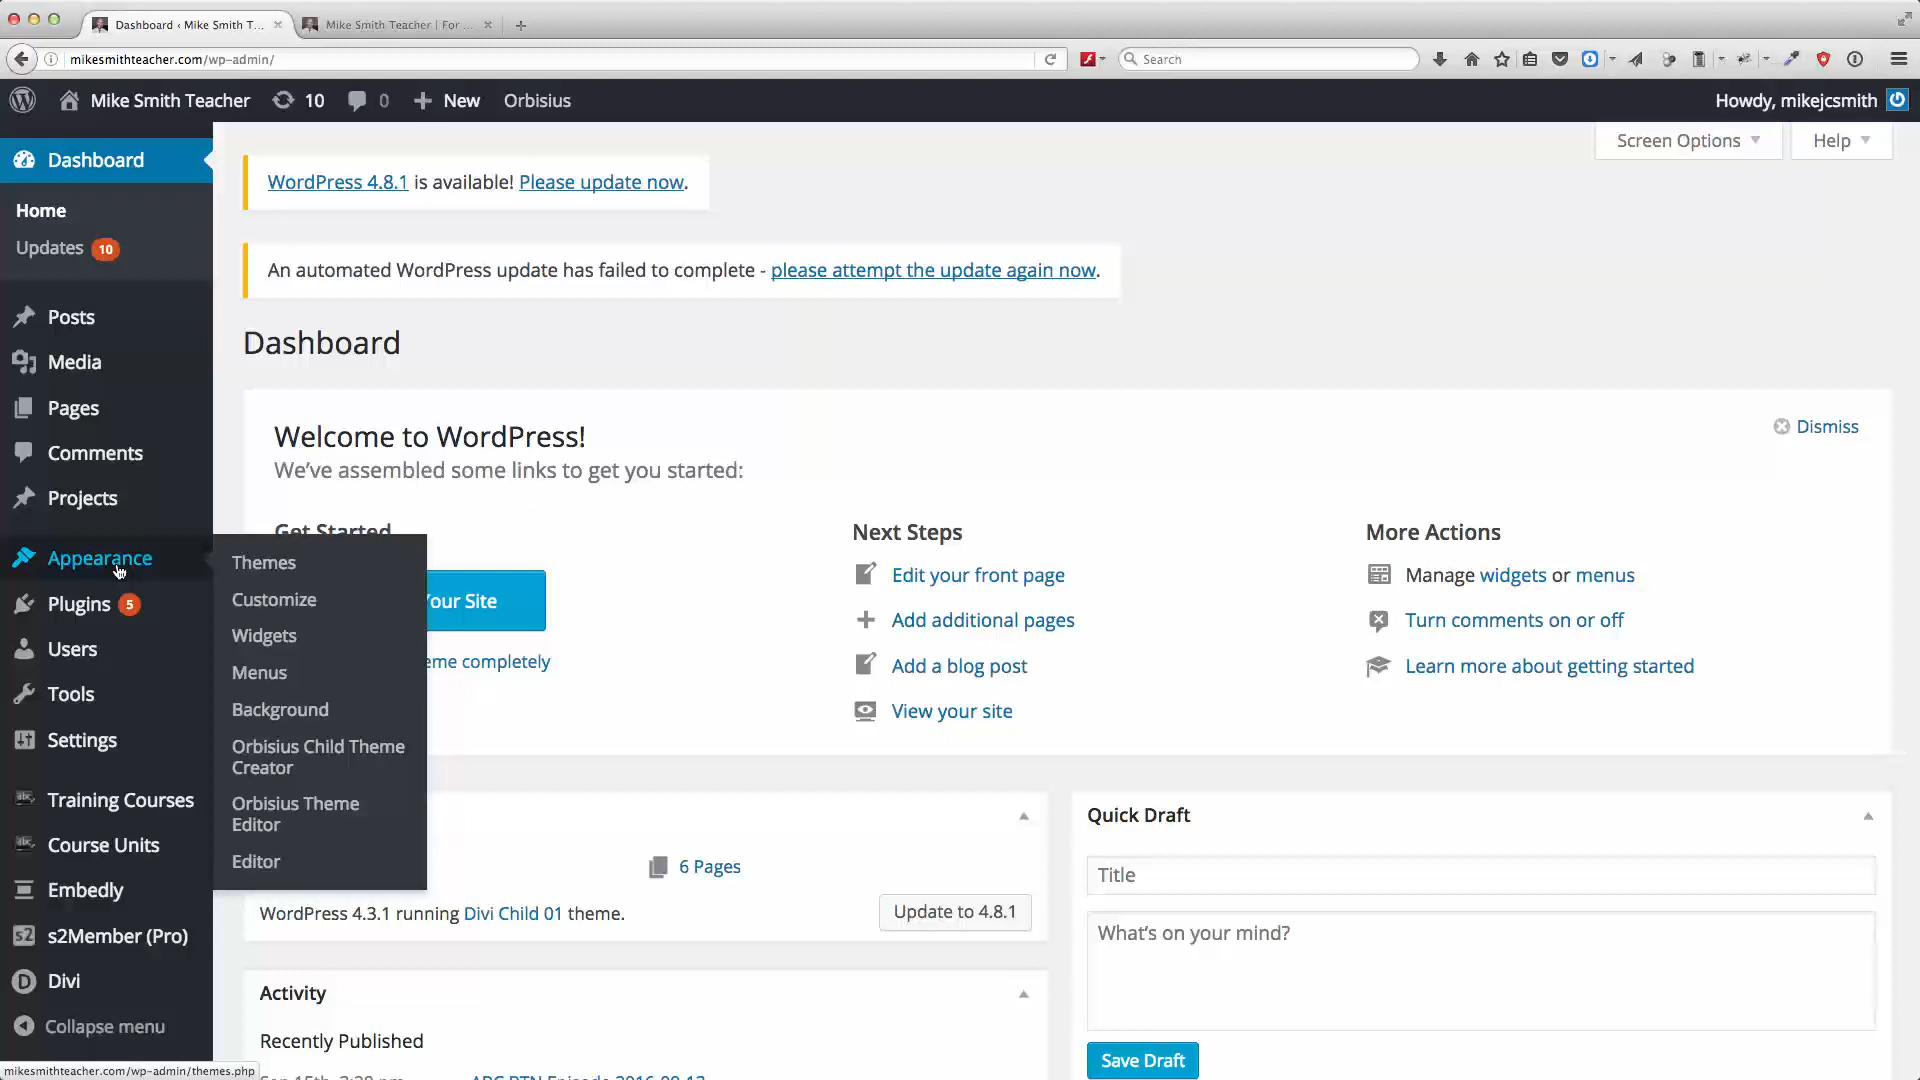 Dashboard ‹ Mike Smith T...
Mike Smith Teacher | For ...
mikesmithteacher.com/wp-admin/
Search
Mike Smith Teacher
10
0
New
Orbisius
Howdy, mikejcsmith
Dashboard
Home
Updates 10
Posts
Media
Pages
Comments
Projects
Appearance
Plugins 5
Users
Tools
Settings
Training Courses
Course Units
Embedly
s2Member (Pro)
Divi
Collapse menu
Themes
Customize
Widgets
Menus
Background
Orbisius Child Theme
Creator
Orbisius Theme
Editor
Editor
Screen Options
Help
WordPress 4.8.1 is available! Please update now.
An automated WordPress update has failed to complete - please attempt the update again now.
Dashboard
Welcome to WordPress!
We've assembled some links to get you started:
Dismiss
Get Started
Your Site
eme completely
Next Steps
Edit your front page
Add additional pages
Add a blog post
View your site
More Actions
Manage widgets or menus
Turn comments on or off
Learn more about getting started
6 Pages
WordPress 4.3.1 running Divi Child 01 theme.
Update to 4.8.1
Activity
Recently Published
Quick Draft
Title
What's on your mind?
Save Draft
mikesmithteacher.com/wp-admin/themes.php